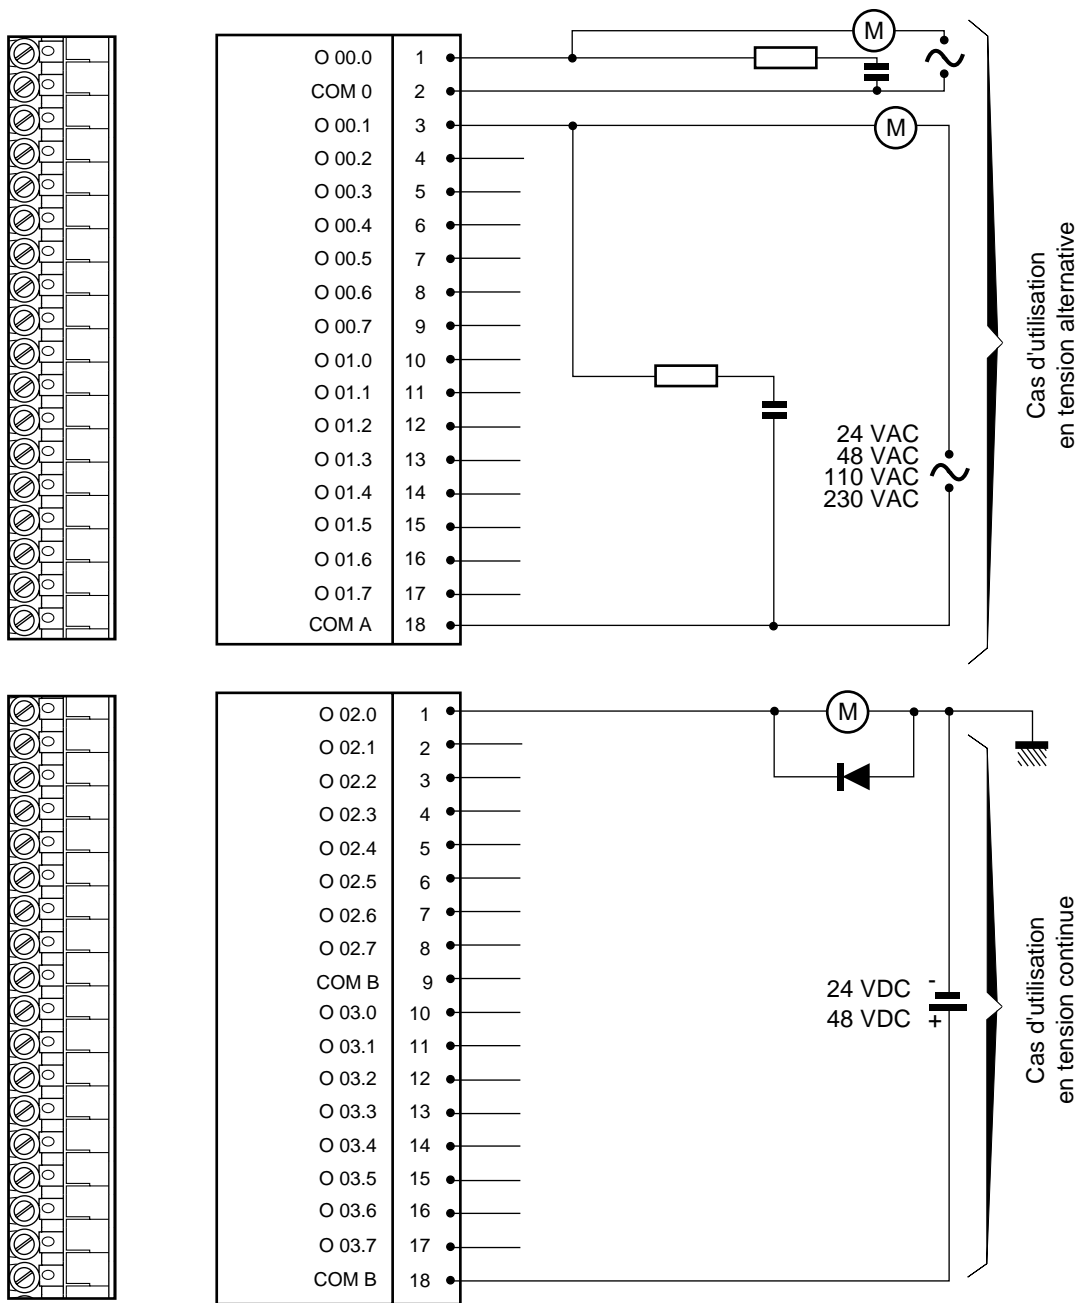 O 00.0 1
COM 0 2
O 00.1 3
O 00.2 4
O 00.3 5
O 00.4 6
O 00.5 7
O 00.6 8
O 00.7 9
O 01.0 10
O 01.1 11
O 01.2 12
O 01.3 13
O 01.4 14
O 01.5 15
O 01.6 16
O 01.7 17
COM A 18
M
M
24 VAC
48 VAC
110 VAC
230 VAC
Cas d'utilisation
en tension alternative
O 02.0 1
O 02.1 2
O 02.2 3
O 02.3 4
O 02.4 5
O 02.5 6
O 02.6 7
O 02.7 8
COM B 9
O 03.0 10
O 03.1 11
O 03.2 12
O 03.3 13
O 03.4 14
O 03.5 15
O 03.6 16
O 03.7 17
COM B 18
M
24 VDC -
48 VDC +
Cas d'utilisation
en tension continue